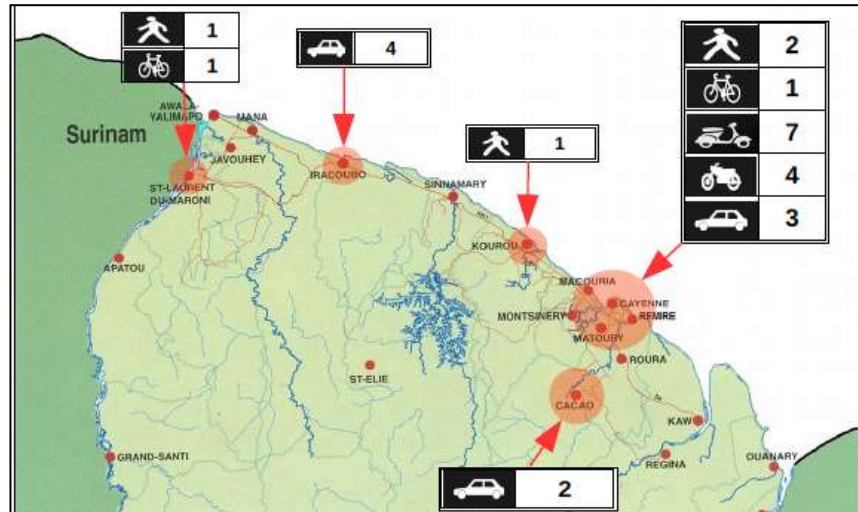 1
1
4
2
1
7
4
3
1
2
Surinam
AWALA-
YALIMAPO
MANA
JAVOUHEY
ST-LAURENT
DU-MARONI
IRACOUBO
SINNAMARY
KOUROU
APATOU
MACOURIA
CAYENNE
MONTSINERY
REMIRE
MATOURY
ROURA
ST-ELIE
CACAO
KAW
GRAND-SANTI
REGINA
OUANARY